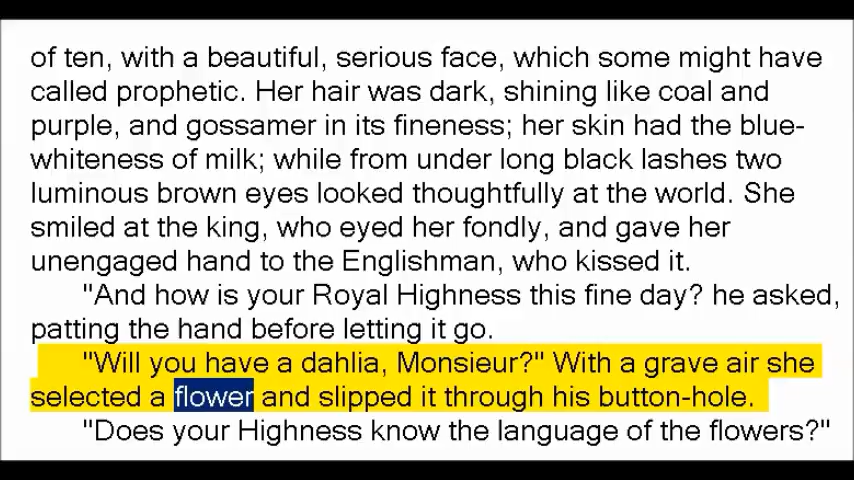 of ten, with a beautiful, serious face, which some might have
called prophetic. Her hair was dark, shining like coal and
purple, and gossamer in its fineness; her skin had the blue-
whiteness of milk; while from under long black lashes two
luminous brown eyes looked thoughtfully at the world. She
smiled at the king, who eyed her fondly, and gave her
unengaged hand to the Englishman, who kissed it.
"And how is your Royal Highness this fine day? he asked,
patting the hand before letting it go.
"Will you have a dahlia, Monsieur?" With a grave air she
selected a flower and slipped it through his button-hole.
"Does your Highness know the language of the flowers?"